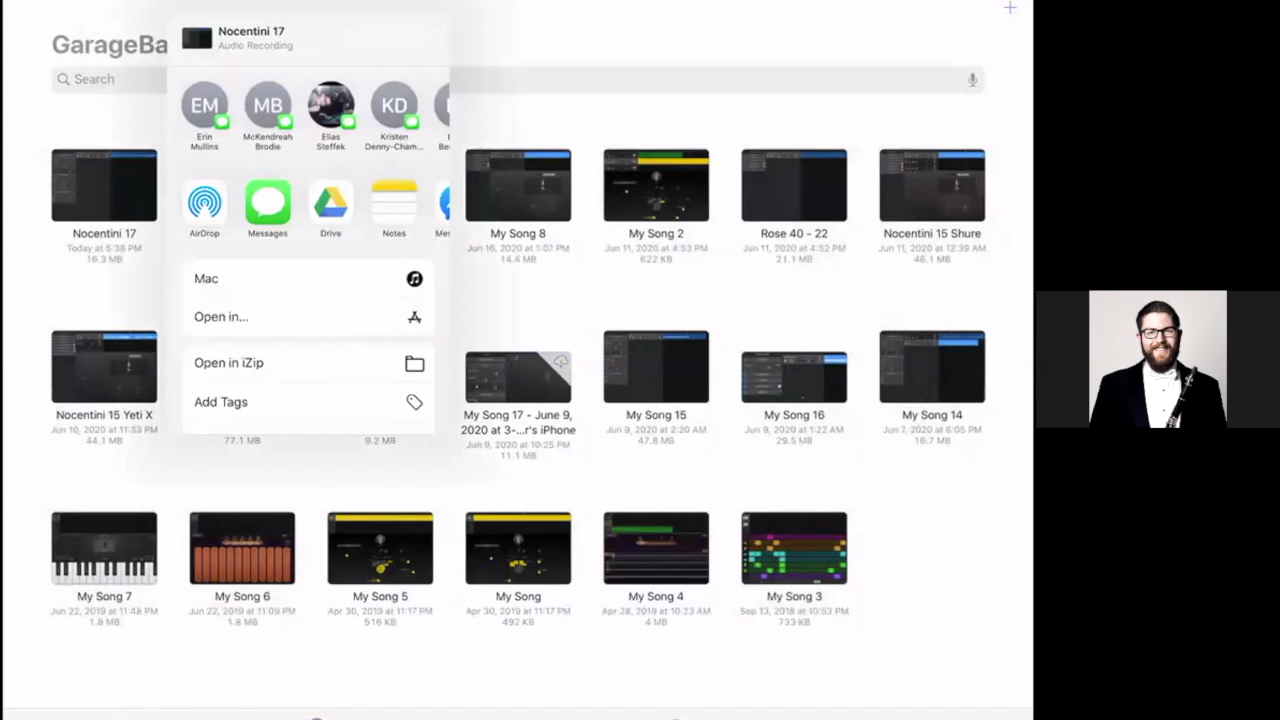 GarageBa
Nocentini 17
Audio Recording
Search
EM
MB
KD
Erin
Mullins
McKendreah
Brodie
Elias
Steffek
Kristen
Denny-Cham...
AirDrop
Messages
Drive
Notes
Mes
Mac
Open in...
Open in iZip
Add Tags
Nocentini 17
Today at 5:38 PM
16.3 MB
My Song 8
Jun 16, 2020 at 1:07 PM
14.4 MB
My Song 2
Jun 11, 2020 at 4:53 PM
622 KB
Rose 40 - 22
Jun 11, 2020 at 4:52 PM
21.1 MB
Nocentini 15 Shure
Jun 11, 2020 at 12:39 AM
46.1 MB
Nocentini 15 Yeti X
Jun 10, 2020 at 11:33 PM
44.1 MB
77.1 MB
9.2 MB
My Song 17 - June 9,
2020 at 3-...r's iPhone
Jun 9, 2020 at 10:25 PM
11.1 MB
My Song 15
Jun 9, 2020 at 2:20 AM
47.8 MB
My Song 16
Jun 9, 2020 at 1:22 AM
29.5 MB
My Song 14
Jun 7, 2020 at 6:05 PM
16.7 MB
My Song 7
Jun 22, 2019 at 11:48 PM
1.8 MB
My Song 6
Jun 22, 2019 at 11:09 PM
1.8 MB
My Song 5
Apr 30, 2019 at 11:17 PM
516 KB
My Song
Apr 30, 2019 at 11:17 PM
492 KB
My Song 4
Apr 28, 2019 at 10:23 AM
4 MB
My Song 3
Sep 13, 2018 at 10:53 PM
733 KB